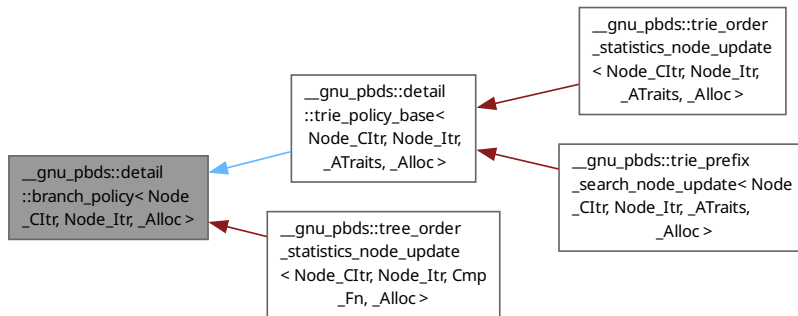 __gnu_pbds::detail
::branch_policy< Node
_CItr, Node_Itr, _Alloc >
__gnu_pbds::detail
::trie_policy_base<
Node_CItr, Node_Itr,
_ATraits, _Alloc >
__gnu_pbds::trie_order
_statistics_node_update
< Node_CItr, Node_Itr,
_ATraits, _Alloc >
__gnu_pbds::trie_prefix
_search_node_update< Node
_CItr, Node_Itr, _ATraits,
_Alloc >
__gnu_pbds::tree_order
_statistics_node_update
< Node_CItr, Node_Itr, Cmp
_Fn, _Alloc >